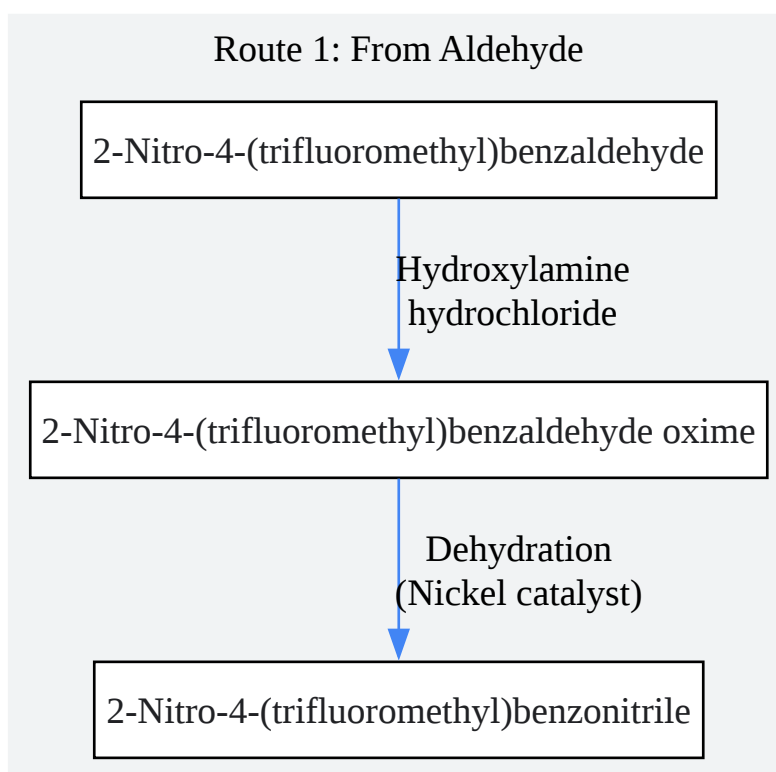 Route 1: From Aldehyde
2-Nitro-4-(trifluoromethyl)benzaldehyde
Hydroxylamine
hydrochloride
2-Nitro-4-(trifluoromethyl)benzaldehyde oxime
Dehydration
(Nickel catalyst)
2-Nitro-4-(trifluoromethyl)benzonitrile